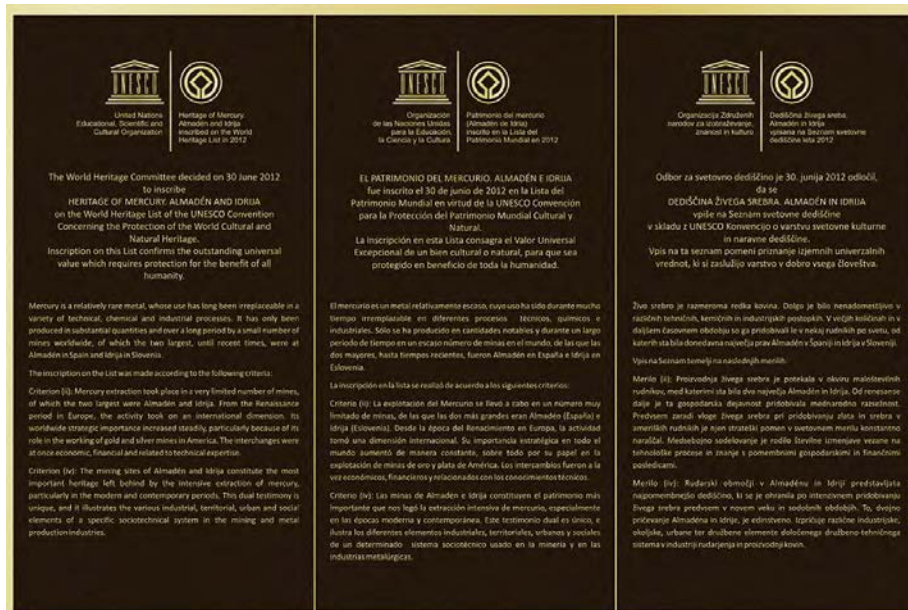 UNESCO
United Nations
Educational, Scientific and
Cultural Organization
Heritage of Mercury.
Almadén and Idrija
inscribed on the World
Heritage List in 2012
The World Heritage Committee decided on 30 June 2012
to inscribe
HERITAGE OF MERCURY. ALMADÉN AND IDRIJA
on the World Heritage List of the UNESCO Convention
Concerning the Protection of the World Cultural and
Natural Heritage.
Inscription on this List confirms the outstanding universal
value which requires protection for the benefit of all
humanity.
Mercury is a relatively rare metal, whose use has long been irreplaceable in a
variety of technical, chemical and industrial processes. It has only been
produced in substantial quantities and over a long period by a small number of
mines worldwide, of which the two largest, until recent times, were at
Almadén in Spain and Idrija in Slovenia.
The inscription on the List was made according to the following criteria:
Criterion (ii): Mercury extraction took place in a very limited number of mines,
of which the two largest were Almadén and Idrija. From the Renaissance
period in Europe, the activity took on an international dimension. Its
worldwide strategic importance increased steadily, particularly because of its
role in the working of gold and silver mines in America. The interchanges were
at once economic, financial and related to technical expertise.
Criterion (iv): The mining sites of Almadén and Idrija constitute the most
important heritage left behind by the intensive extraction of mercury,
particularly in the modern and contemporary periods. This dual testimony is
unique, and it illustrates the various industrial, territorial, urban and social
elements of a specific sociotechnical system in the mining and metal
production industries.
UNESCO
Organización
de las Naciones Unidas
para la Educación,
la Ciencia y la Cultura
Patrimonio del mercurio
(Almadén de Idria)
inscrito en la Lista del
Patrimonio Mundial en 2012
EL PATRIMONIO DEL MERCURIO. ALMADÉN E IDRIJA
fue inscrito el 30 de junio de 2012 en la Lista del
Patrimonio Mundial en virtud de la UNESCO Convención
para la Protección del Patrimonio Mundial Cultural y
Natural.
La inscripción en esta Lista consagra el Valor Universal
Excepcional de un bien cultural o natural, para que sea
protegido en beneficio de toda la humanidad.
El mercurio es un metal relativamente escaso, cuyo uso ha sido durante mucho
tiempo irremplazable en diferentes procesos técnicos, químicos e
industriales. Sólo se ha producido en cantidades notables y durante un largo
periodo de tiempo en un escaso número de minas en el mundo, de las que las
dos mayores, hasta tiempos recientes, fueron Almadén en España e Idrija en
Eslovenia.
La inscripción en la lista se realizó de acuerdo a los siguientes criterios:
Criterio (ii): La explotación del Mercurio se llevó a cabo en un número muy
limitado de minas, de las que las dos más grandes eran Almadén (España) e
Idrija (Eslovenia). Desde la época del Renacimiento en Europa, la actividad
tomó una dimensión internacional. Su importancia estratégica en todo el
mundo aumentó de manera constante, sobre todo por su papel en la
explotación de minas de oro y plata de América. Los intercambios fueron a la
vez económicos, financieros y relacionados con los conocimientos técnicos.
Criterio (iv): Las minas de Almaden e Idrija constituyen el patrimonio más
importante que nos legó la extracción intensiva de mercurio, especialmente
en las épocas moderna y contemporánea. Este testimonio dual es único, e
ilustra los diferentes elementos industriales, territoriales, urbanos y sociales
de un determinado sistema sociotécnico usado en la minería y en las
industrias metalúrgicas.
UNESCO
Organizacija Združenih
narodov za izobraževanje,
znanost in kulturo
Dediščina živega srebra.
Almadén in Idrija
vpisana na Seznam svetovne
dediščine leta 2012
Odbor za svetovno dediščino je 30. junija 2012 odločil,
da se
DEDIŠČINA ŽIVEGA SREBRA. ALMADÉN IN IDRIJA
vpiše na Seznam svetovne dediščine
v skladu z UNESCO Konvencijo o varstvu svetovne kulturne
in naravne dediščine.
Vpis na ta seznam pomeni priznanje izjemnih univerzalnih
vrednot, ki si zaslužijo varstvo v dobro vsega človeštva.
Živo srebro je razmeroma redka kovina. Dolgo je bilo nenadomestljivo v
različnih tehničnih, kemičnih in industrijskih postopkih. V večjih količinah in v
daljšem časovnem obdobju so ga pridobivali le v nekaj rudnikih po svetu, od
katerih sta bila donedavna največja prav Almadén v Španiji in Idrija v Sloveniji.
Vpis na Seznam temelji na naslednjih merilih:
Merilo (ii): Proizvodnja živega srebra je potekala v okviru maloštevilnih
rudnikov, med katerimi sta bila dva največja Almadén in Idrija. Od renesanse
dalje je ta gospodarska dejavnost pridobivala mednarodno razsežnost.
Predvsem zaradi vloge živega srebra pri pridobivanju zlata in srebra v
ameriških rudnikih je njen strateški pomen v svetovnem merilu konstantno
naraščal. Medsebojno sodelovanje je rodilo številne izmenjave vezane na
tehnološke procese in znanje s pomembnimi gospodarskimi in finančnimi
posledicami.
Merilo (iv): Rudarski območji v Almadénu in Idriji predstavljata
najpomembnejšo dediščino, ki se je ohranila po intenzivnem pridobivanju
živega srebra predvsem v novem veku in sodobnih obdobjih. To, dvojno
pričevanje Almadéna in Idrije, je edinstveno. Izpričuje različne industrijske,
okoljske, urbane ter družbene elemente določenega družbeno-tehničnega
sistema v industriji rudarjenja in proizvodnji kovin.